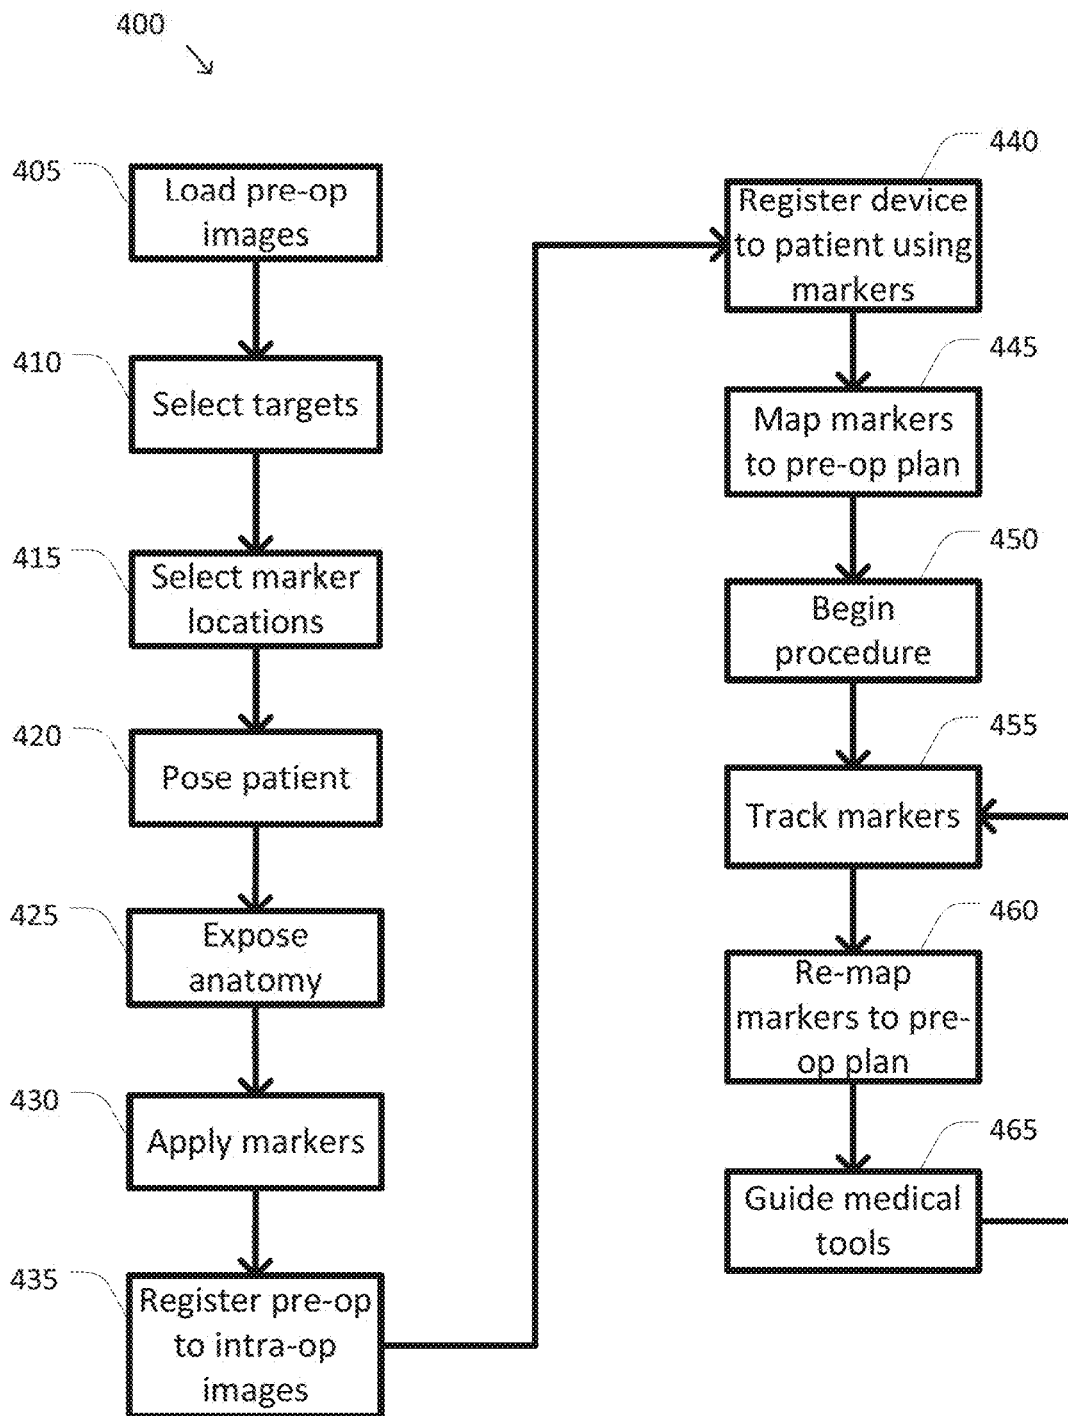 400
405
Load pre-op
images
410
Select targets
415
Select marker
locations
420
Pose patient
425
Expose
anatomy
430
Apply markers
435
Register pre-op
to intra-op
images
440
Register device
to patient using
markers
445
Map markers
to pre-op plan
450
Begin
procedure
455
Track markers
460
Re-map
markers to pre-
op plan
465
Guide medical
tools